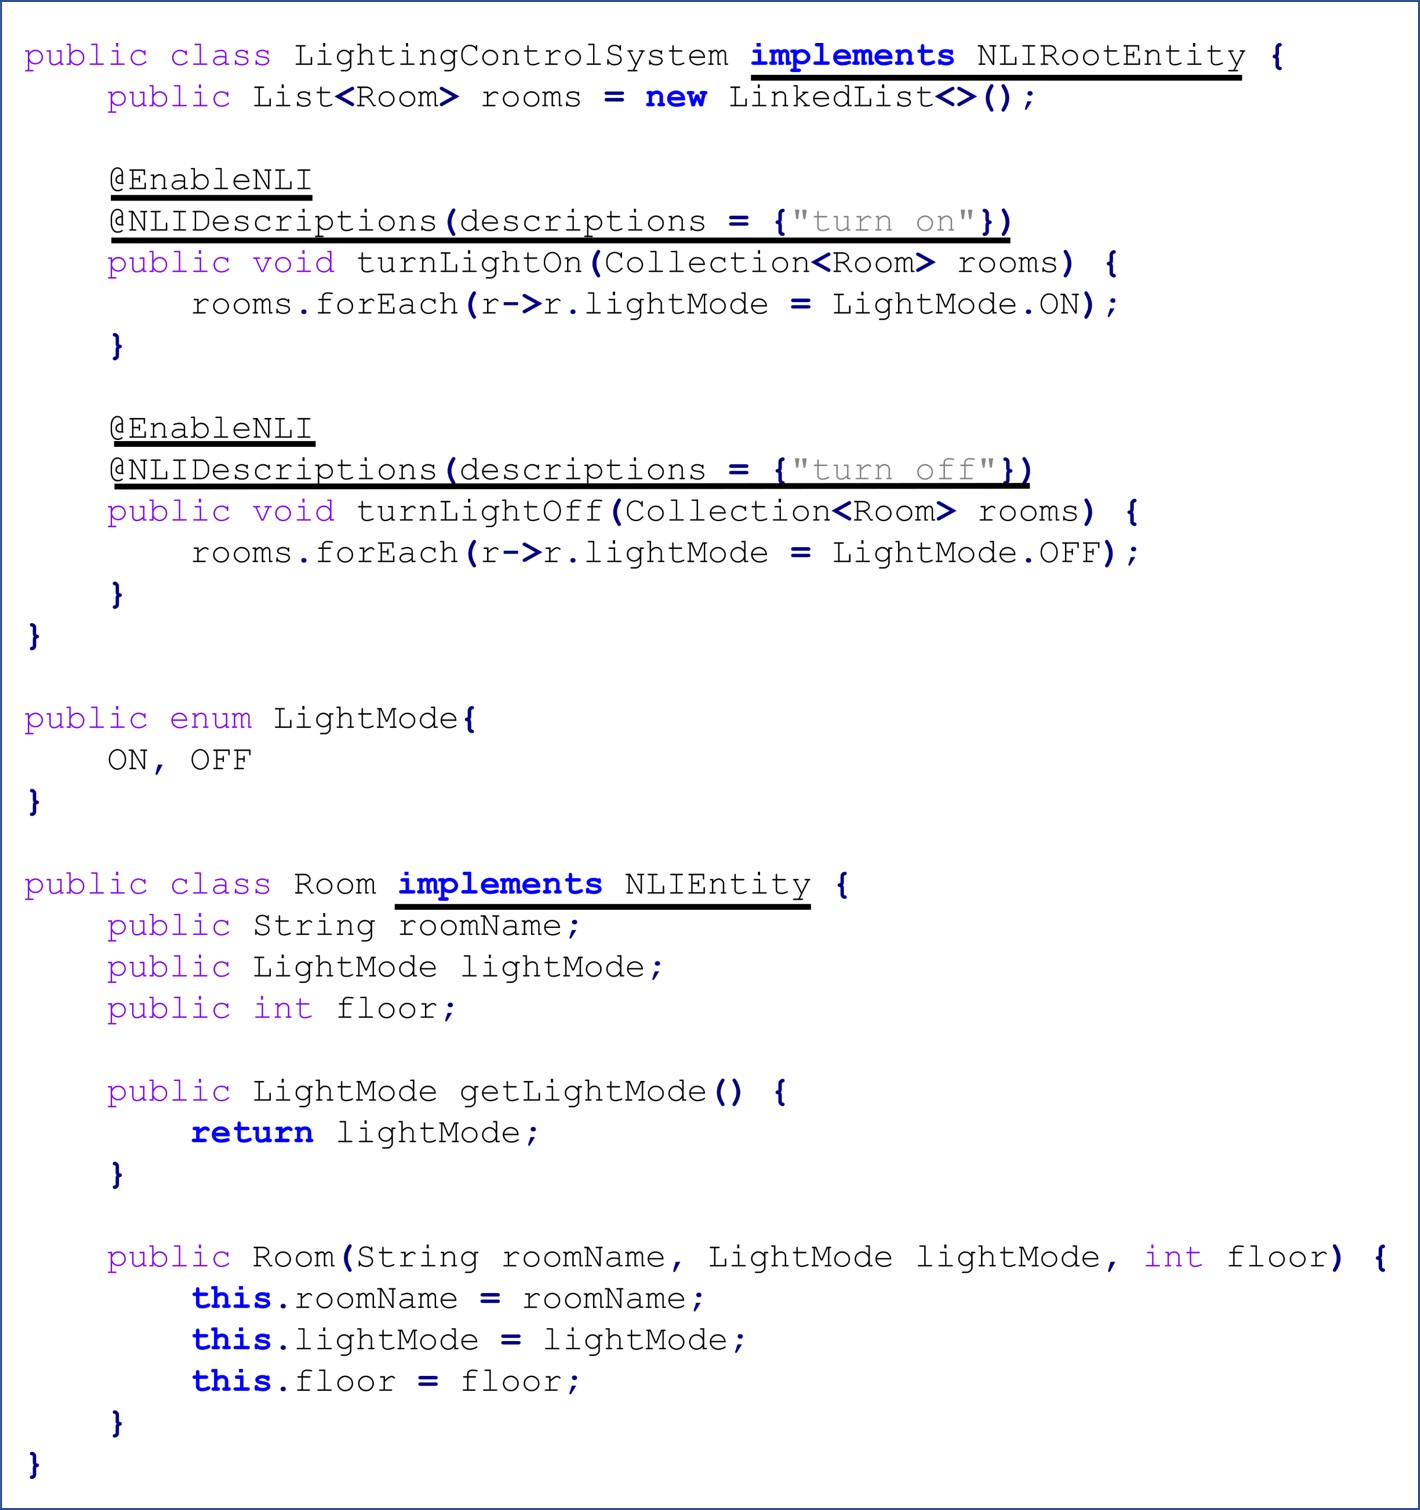 public class LightingControlSystem implements NLIRootEntity {
    public List<Room> rooms = new LinkedList<>();

    @EnableNLI
    @NLIDescriptions(descriptions = {"turn on"})
    public void turnLightOn(Collection<Room> rooms) {
        rooms.forEach(r->r.lightMode = LightMode.ON);
    }

    @EnableNLI
    @NLIDescriptions(descriptions = {"turn off"})
    public void turnLightOff(Collection<Room> rooms) {
        rooms.forEach(r->r.lightMode = LightMode.OFF);
    }
}

public enum LightMode{
    ON, OFF
}

public class Room implements NLIEntity {
    public String roomName;
    public LightMode lightMode;
    public int floor;

    public LightMode getLightMode() {
        return lightMode;
    }

    public Room(String roomName, LightMode lightMode, int floor) {
        this.roomName = roomName;
        this.lightMode = lightMode;
        this.floor = floor;
    }
}